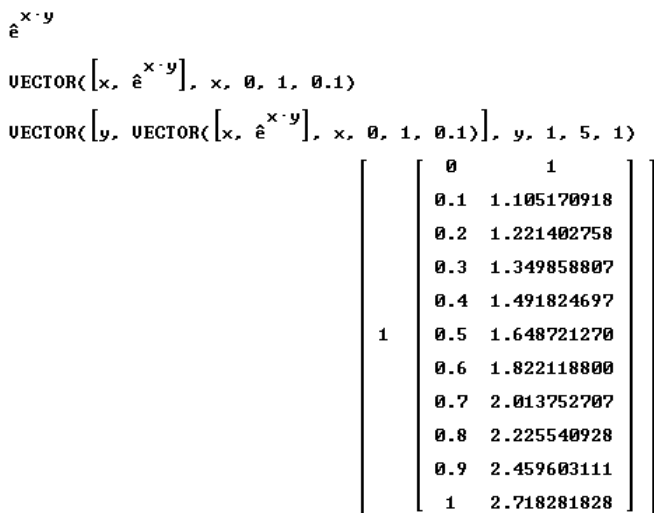 ê^x·y
VECTOR([x, ê^x·y], x, 0, 1, 0.1)
VECTOR([y, VECTOR([x, ê^x·y], x, 0, 1, 0.1)], y, 1, 5, 1)
0 1
0.1 1.105170918
0.2 1.221402758
0.3 1.349858807
0.4 1.491824697
1 0.5 1.648721270
0.6 1.822118800
0.7 2.013752707
0.8 2.225540928
0.9 2.459603111
1 2.718281828